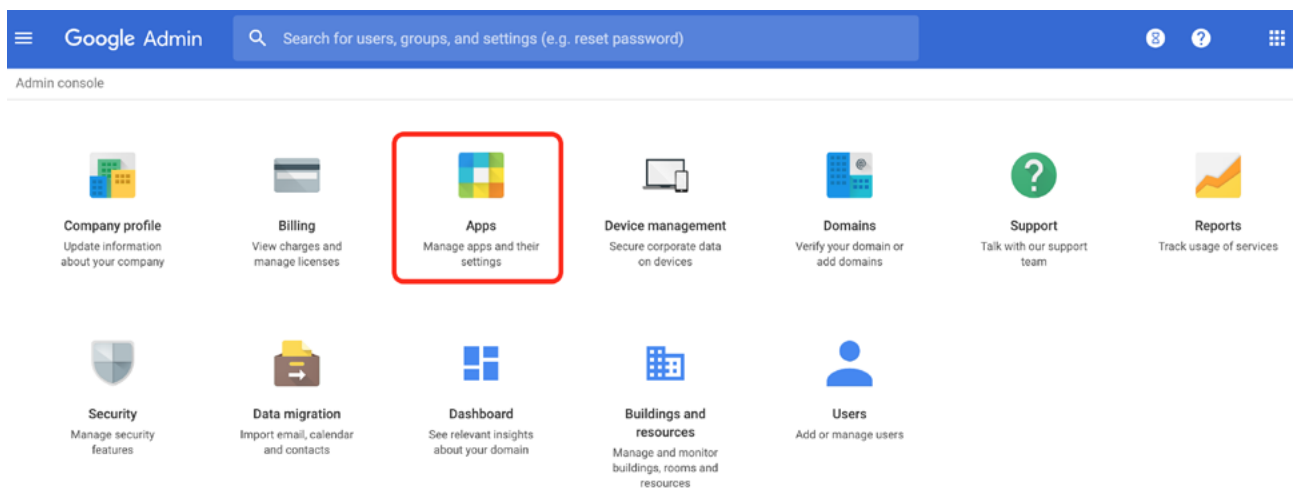 Google Admin
Search for users, groups, and settings (e.g. reset password)
Admin console
Company profile
Update information
about your company
Billing
View charges and
manage licenses
Apps
Manage apps and their
settings
Device management
Secure corporate data
on devices
Domains
Verify your domain or
add domains
Support
Talk with our support
team
Reports
Track usage of services
Security
Manage security
features
Data migration
Import email, calendar
and contacts
Dashboard
See relevant insights
about your domain
Buildings and
resources
Manage and monitor
buildings, rooms and
resources
Users
Add or manage users